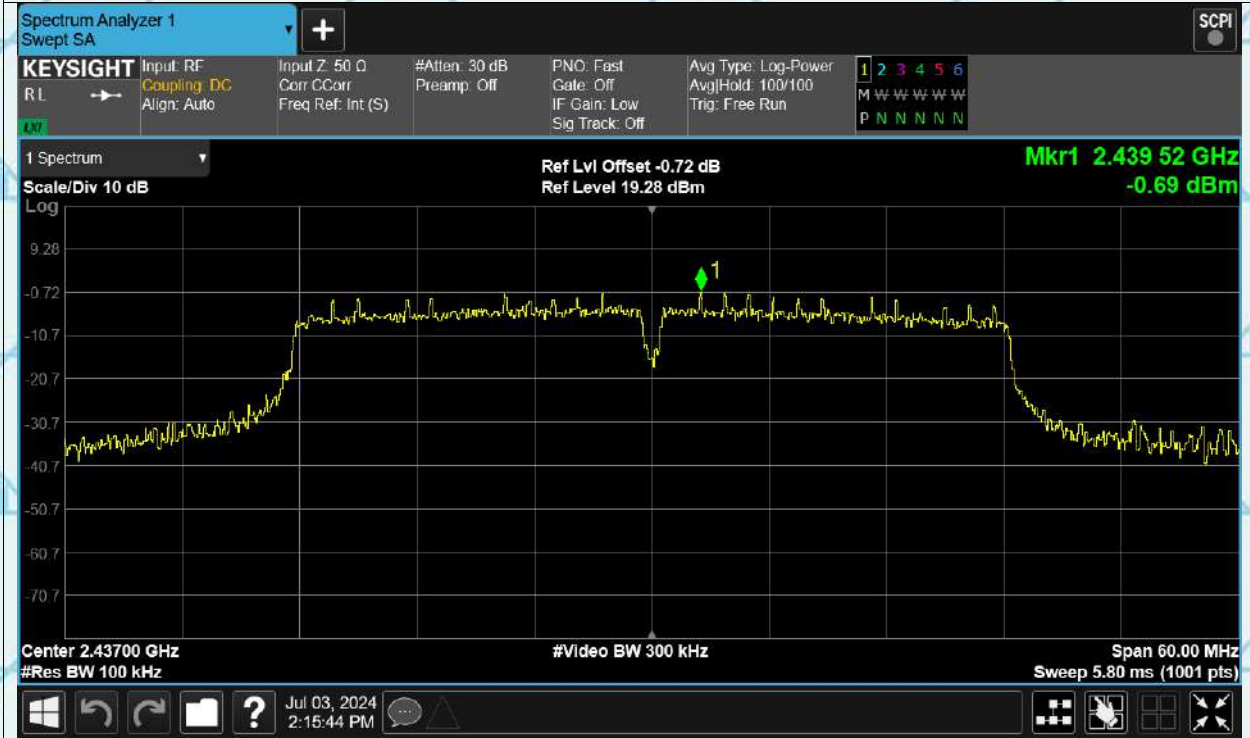 Spectrum Analyzer 1
Swept SA
+
SCPI
KEYSIGHT
R L
LXI
Input: RF
Coupling: DC
Align: Auto
Input Z: 50 Ω
Corr CCorr
Freq Ref: Int (S)
#Atten: 30 dB
Preamp: Off
PNO: Fast
Gate: Off
IF Gain: Low
Sig Track: Off
Avg Type: Log-Power
Avg|Hold: 100/100
Trig: Free Run
1 2 3 4 5 6
M W W W W W
P N N N N N
1 Spectrum
Scale/Div 10 dB
Log
Ref Lvl Offset -0.72 dB
Ref Level 19.28 dBm
Mkr1 2.439 52 GHz
-0.69 dBm
1
9.28
-0.72
-10.7
-20.7
-30.7
-40.7
-50.7
-60.7
-70.7
Center 2.43700 GHz
#Video BW 300 kHz
Span 60.00 MHz
#Res BW 100 kHz
Sweep 5.80 ms (1001 pts)
?
Jul 03, 2024
2:15:44 PM